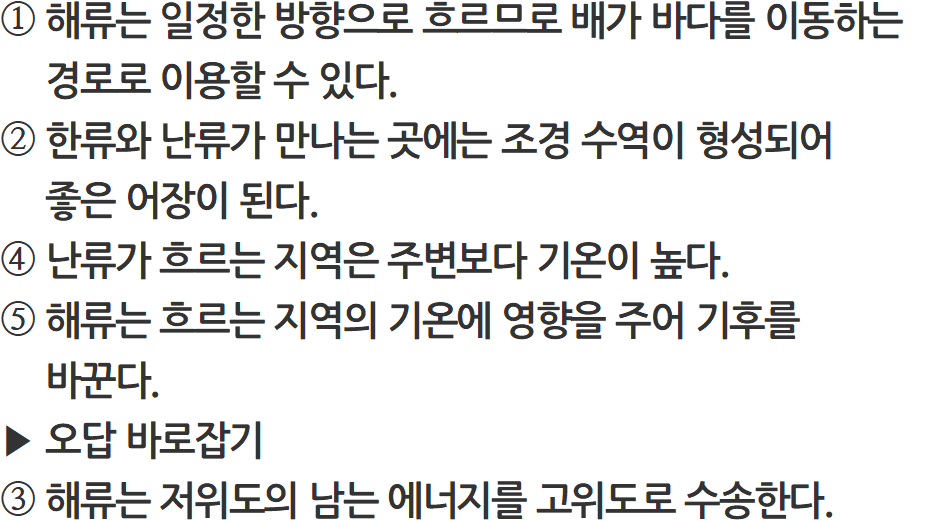 ① 해류는 일정한 방향으로 흐르므로 배가 바다를 이동하는
경로로 이용할 수 있다.
② 한류와 난류가 만나는 곳에는 조경 수역이 형성되어
좋은 어장이 된다.
④ 난류가 흐르는 지역은 주변보다 기온이 높다.
⑤ 해류는 흐르는 지역의 기온에 영향을 주어 기후를
바꾼다.
▶ 오답 바로잡기
③ 해류는 저위도의 남는 에너지를 고위도로 수송한다.